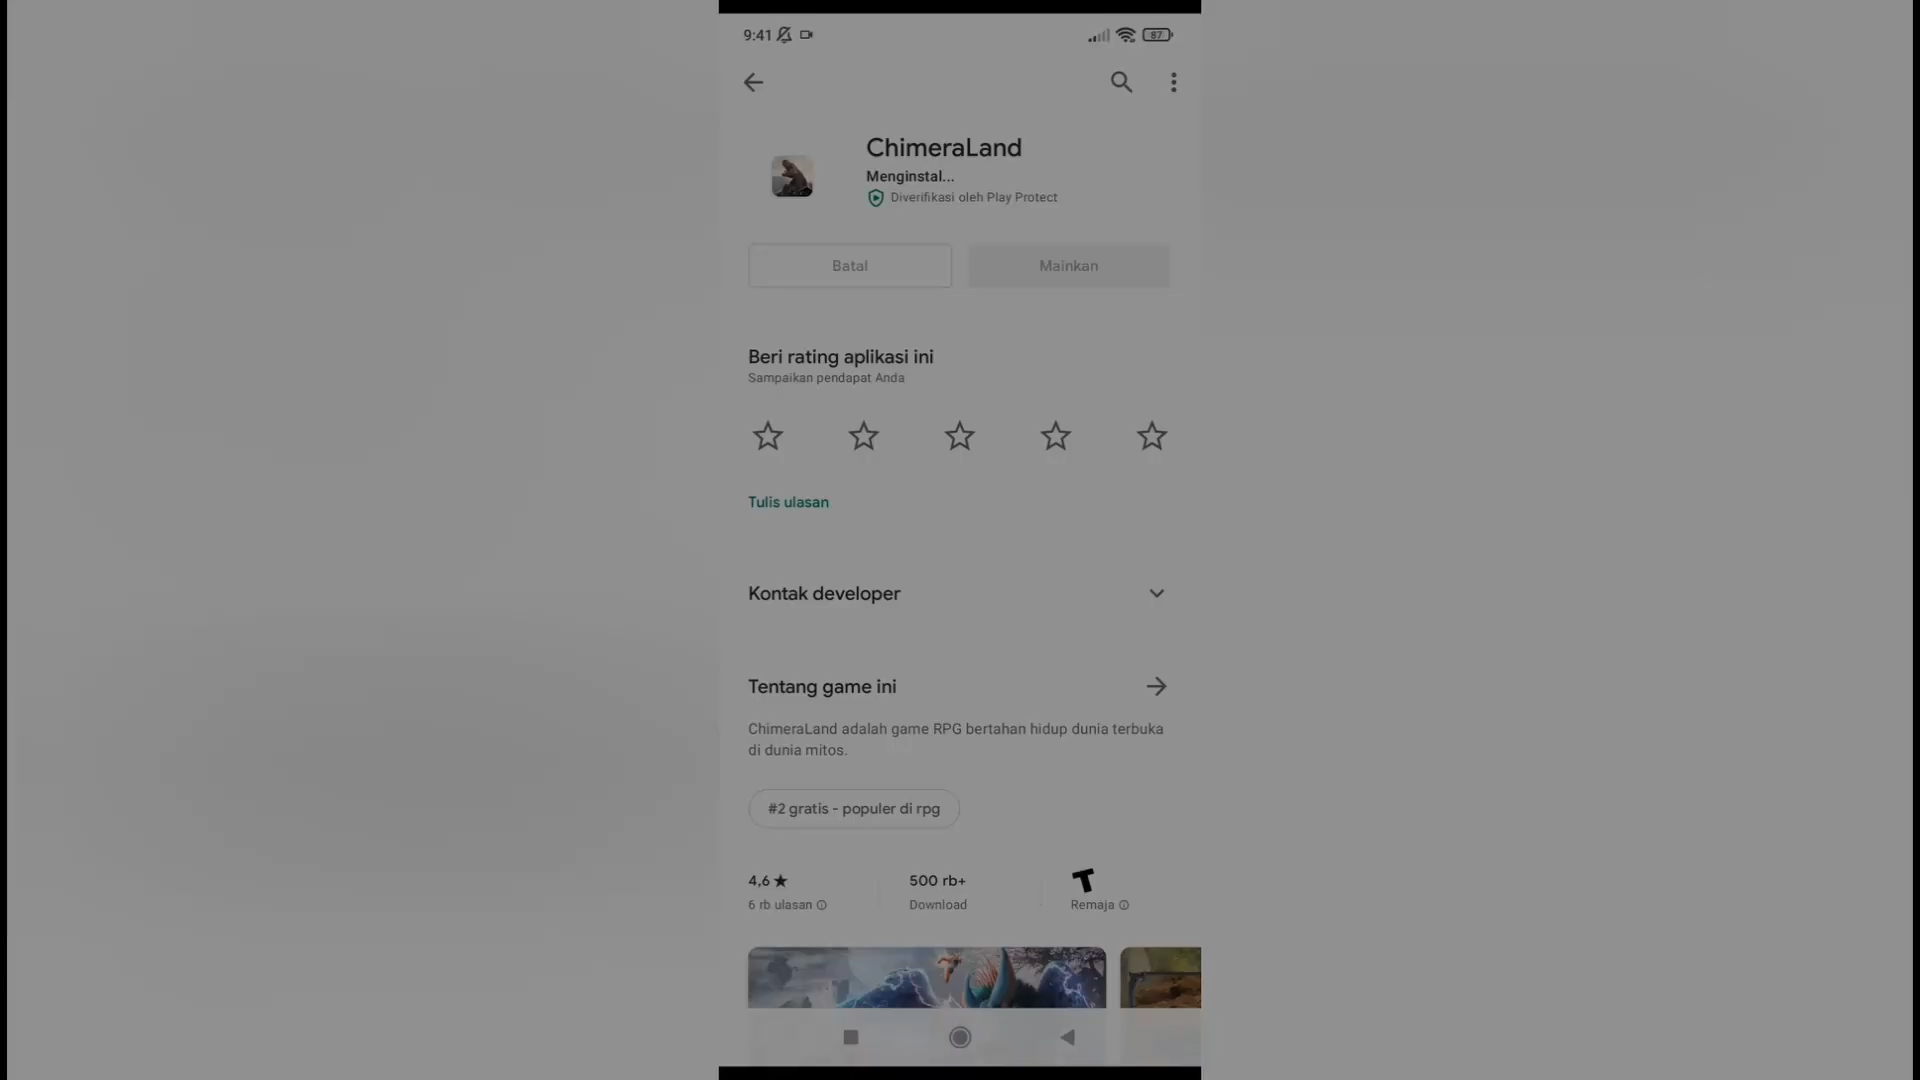 9:41
87
ChimeraLand
Menginstal...
Diverifikasi oleh Play Protect
Batal
Mainkan
Beri rating aplikasi ini
Sampaikan pendapat Anda
Tulis ulasan
Kontak developer
Tentang game ini
ChimeraLand adalah game RPG bertahan hidup dunia terbuka
di dunia mitos.
#2 gratis - populer di rpg
4,6★
500 rb+
T
6 rb ulasan
Download
Remaja